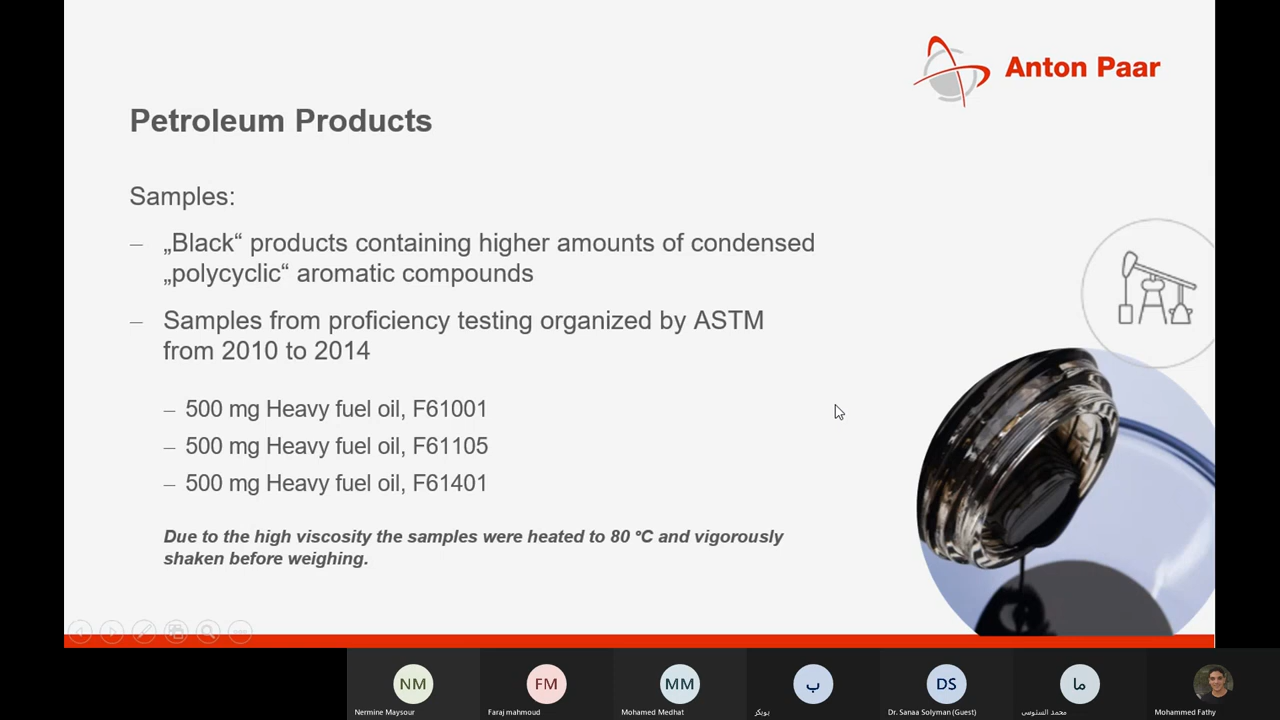 Anton Paar
Petroleum Products
Samples:
– „Black“ products containing higher amounts of condensed
„polycyclic“ aromatic compounds
– Samples from proficiency testing organized by ASTM
from 2010 to 2014
– 500 mg Heavy fuel oil, F61001
– 500 mg Heavy fuel oil, F61105
– 500 mg Heavy fuel oil, F61401
Due to the high viscosity the samples were heated to 80 °C and vigorously
shaken before weighing.
NM FM MM ب DS ما
Nermine Maysour Faraj mahmoud Mohamed Medhat بوبكر Dr. Sanaa Solyman (Guest) محمد السنوسي Mohammed Fathy